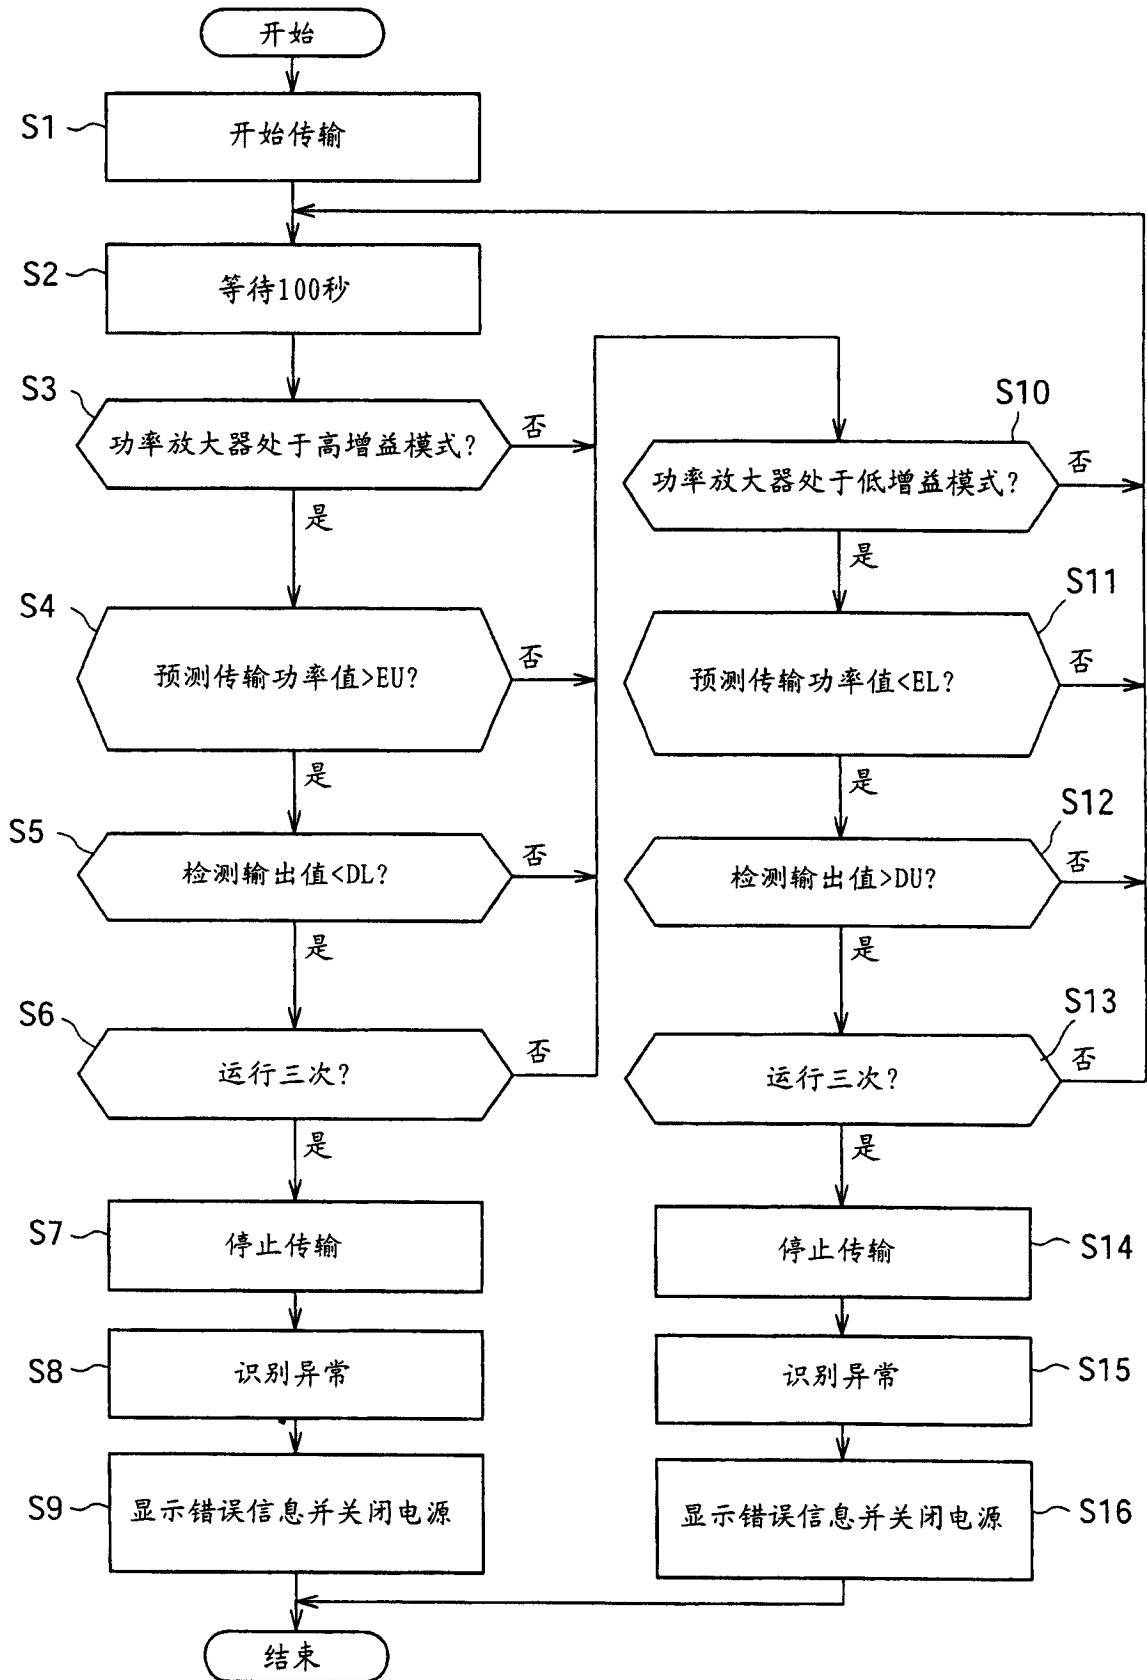 开始
S1
开始传输
S2
等待100秒
S3
功率放大器处于高增益模式?
否
是
S4
预测传输功率值>EU?
否
是
S5
检测输出值<DL?
否
是
S6
运行三次?
否
是
S7
停止传输
S8
识别异常
S9
显示错误信息并关闭电源
S10
功率放大器处于低增益模式?
否
是
S11
预测传输功率值<EL?
否
是
S12
检测输出值>DU?
否
是
S13
运行三次?
否
是
S14
停止传输
S15
识别异常
S16
显示错误信息并关闭电源
结束